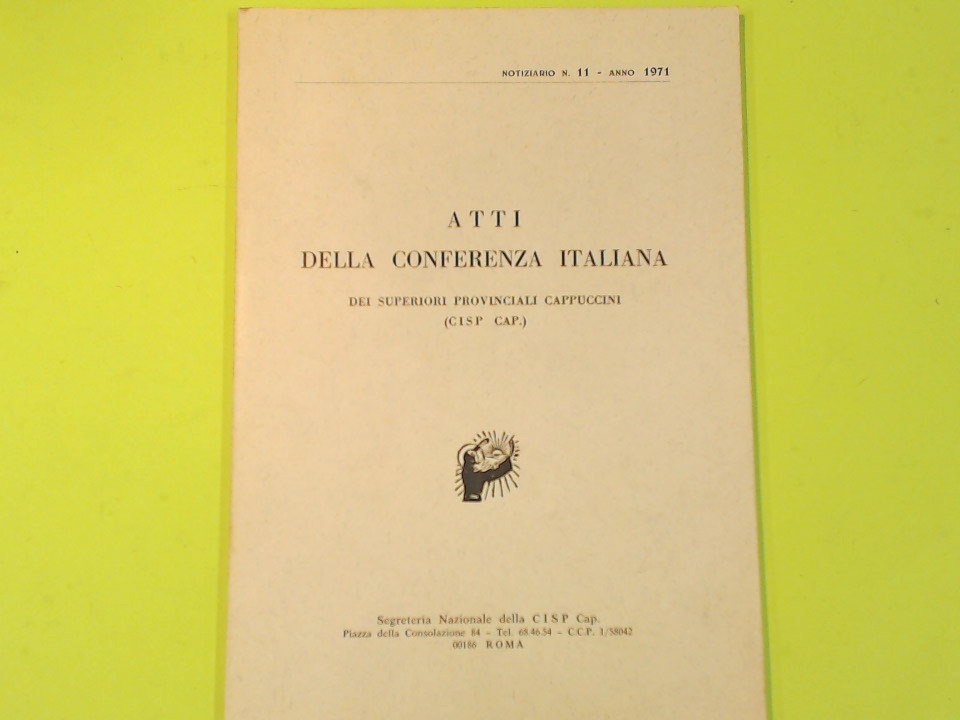 NOTIZIARIO N. 11 - ANNO 1971
ATTI
DELLA CONFERENZA ITALIANA
DEI SUPERIORI PROVINCIALI CAPPUCCINI
(CISP CAP.)
Segreteria Nazionale della CISP Cap.
Piazza della Consolazione 84 - Tel. 68.46.54 - C.C.P. 1/58042
00186 ROMA